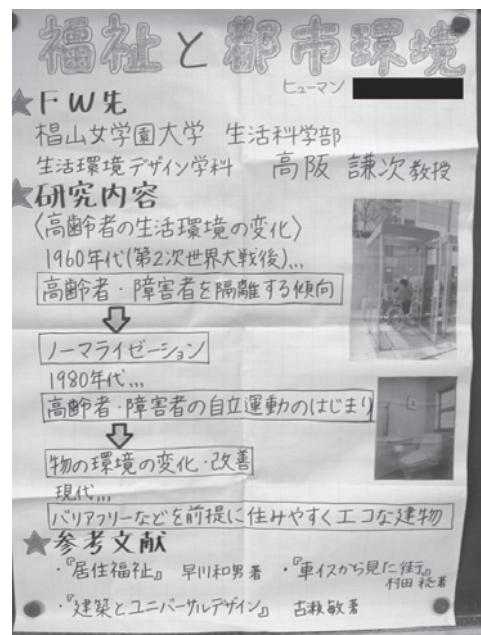 福祉と都市環境
ヒューマン
★FW先
椙山女学園大学 生活科学部
生活環境デザイン学科 高阪 謙次教授
★研究内容
〈高齢者の生活環境の変化〉
1960年代(第2次世界大戦後)...
高齢者・障害者を隔離する傾向
ノーマライゼーション
1980年代...
高齢者・障害者の自立運動のはじまり
物の環境の変化・改善
現代...
バリアフリーなどを前提に住みやすくエコな建物
★参考文献
・『居住福祉』 早川和男著 ・『車イスから見た街』
村田 稔著
・『建築とユニバーサルデザイン』 古瀬敏著